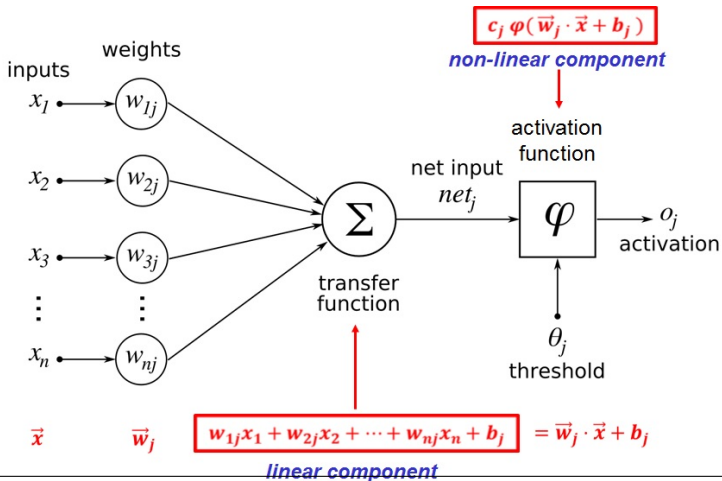 c_j φ(w⃗_j · x⃗ + b_j)
non-linear component
weights
inputs
activation
function
x_1
w_1j
x_2
w_2j
net input
net_j
Σ
φ
o_j
activation
x_3
w_3j
transfer
function
⋮
⋮
θ_j
threshold
x_n
w_nj
x⃗
w⃗_j
w_1j x_1 + w_2j x_2 + ⋯ + w_nj x_n + b_j = w⃗_j · x⃗ + b_j
linear component